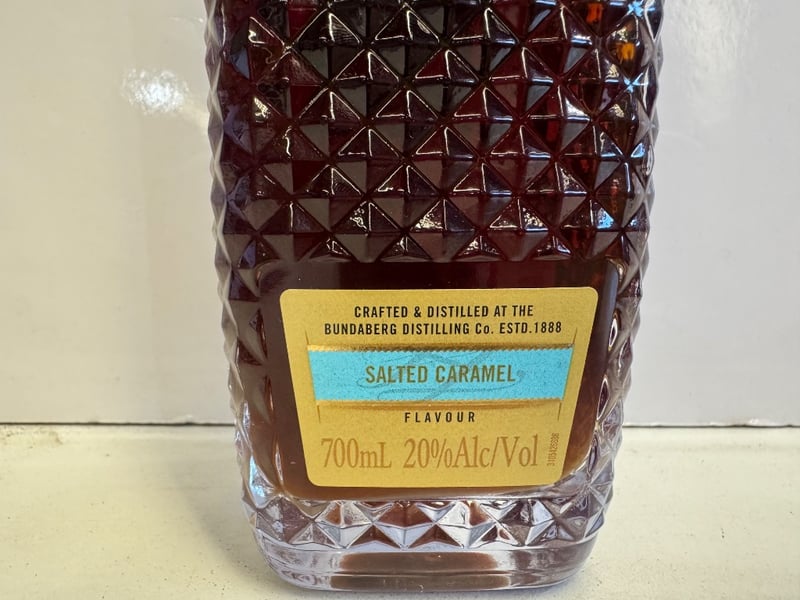 CRAFTED & DISTILLED AT THE
BUNDABERG DISTILLING Co. ESTD.1888
SALTED CARAMEL
FLAVOUR
700mL 20%Alc/Vol